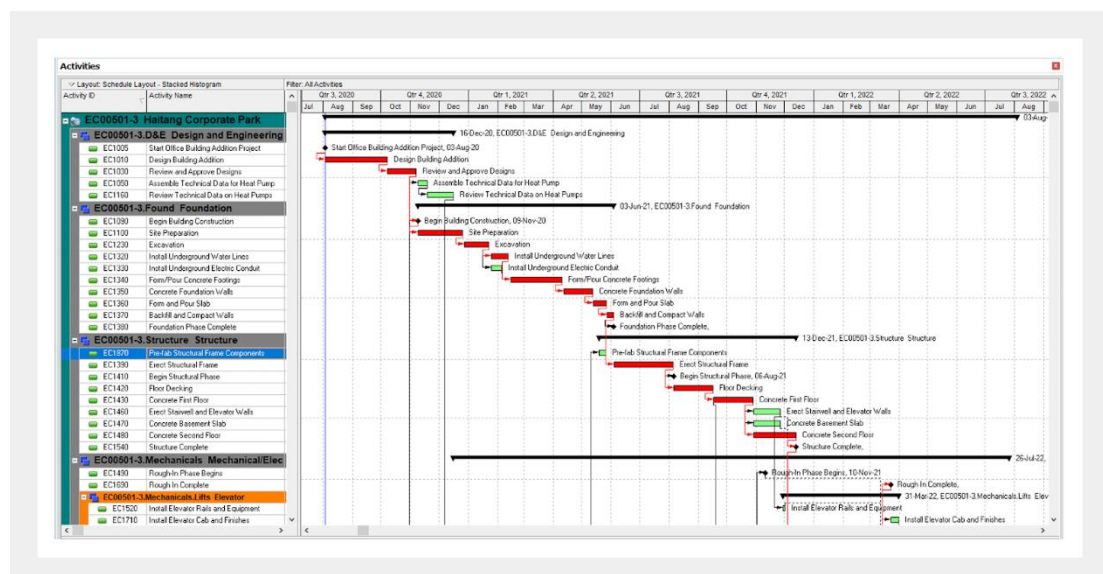 Activities
Layout: Schedule Layout - Stacked Histogram Filter: All Activities
Activity ID Activity Name Qtr 3, 2020 Qtr 4, 2020 Qtr 1, 2021 Qtr 2, 2021 Qtr 3, 2021 Qtr 4, 2021 Qtr 1, 2022 Qtr 2, 2022 Qtr 3, 2022
Jul Aug Sep Oct Nov Dec Jan Feb Mar Apr May Jun Jul Aug Sep Oct Nov Dec Jan Feb Mar Apr May Jun Jul Aug
EC00501-3 Haitang Corporate Park 03-Aug-
EC00501-3.D&E Design and Engineering 16-Dec-20, EC00501-3.D&E Design and Engineering
EC1005 Start Office Building Addition Project Start Office Building Addition Project, 03-Aug-20
EC1010 Design Building Addition Design Building Addition
EC1030 Review and Approve Designs Review and Approve Designs
EC1050 Assemble Technical Data for Heat Pump Assemble Technical Data for Heat Pump
EC1160 Review Technical Data on Heat Pumps Review Technical Data on Heat Pumps
EC00501-3.Found Foundation 03-Jun-21, EC00501-3.Found Foundation
EC1090 Begin Building Construction Begin Building Construction, 09-Nov-20
EC1100 Site Preparation Site Preparation
EC1230 Excavation Excavation
EC1320 Install Underground Water Lines Install Underground Water Lines
EC1330 Install Underground Electric Conduit Install Underground Electric Conduit
EC1340 Form/Pour Concrete Footings Form/Pour Concrete Footings
EC1350 Concrete Foundation Walls Concrete Foundation Walls
EC1360 Form and Pour Slab Form and Pour Slab
EC1370 Backfill and Compact Walls Backfill and Compact Walls
EC1380 Foundation Phase Complete Foundation Phase Complete,
EC00501-3.Structure Structure 13-Dec-21, EC00501-3.Structure Structure
EC1870 Pre-fab Structural Frame Components Pre-fab Structural Frame Components
EC1390 Erect Structural Frame Erect Structural Frame
EC1410 Begin Structural Phase Begin Structural Phase, 06-Aug-21
EC1420 Floor Decking Floor Decking
EC1430 Concrete First Floor Concrete First Floor
EC1460 Erect Stairwell and Elevator Walls Erect Stairwell and Elevator Walls
EC1470 Concrete Basement Slab Concrete Basement Slab
EC1480 Concrete Second Floor Concrete Second Floor
EC1540 Structure Complete Structure Complete,
EC00501-3.Mechanicals Mechanical/Elec 26-Jul-22,
EC1490 Rough-In Phase Begins Rough-In Phase Begins, 10-Nov-21
EC1690 Rough In Complete Rough In Complete,
EC00501-3.Mechanicals.Lifts Elevator 31-Mar-22, EC00501-3.Mechanicals.Lifts Elev
EC1520 Install Elevator Rails and Equipment Install Elevator Rails and Equipment
EC1710 Install Elevator Cab and Finishes Install Elevator Cab and Finishes